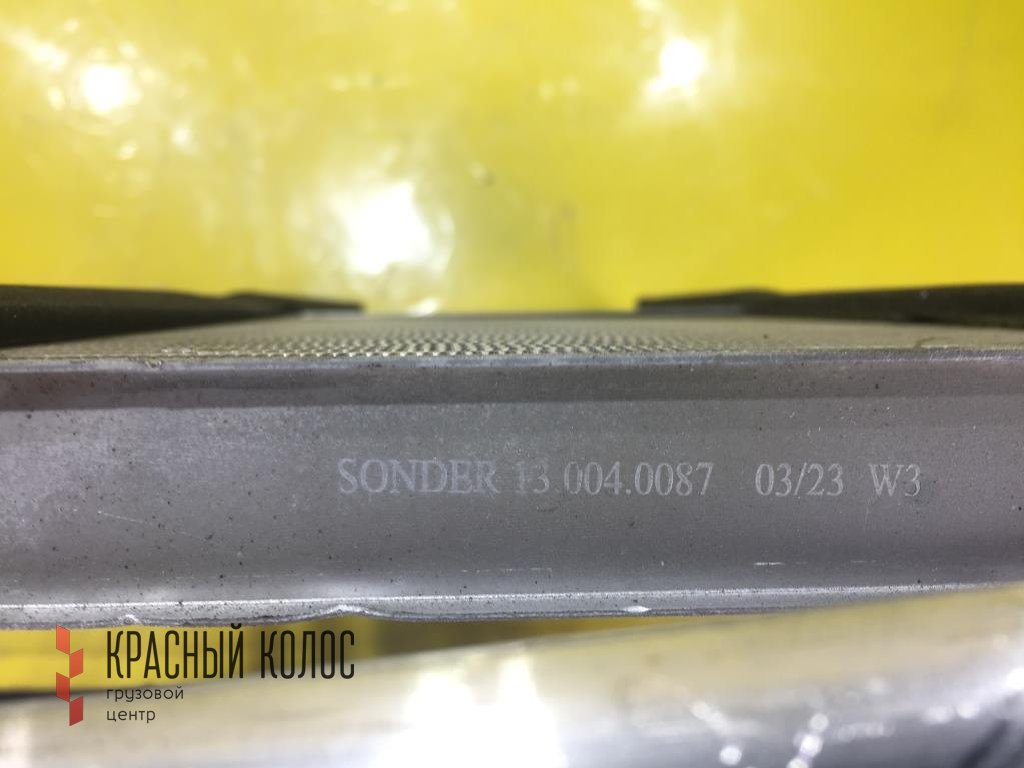 SONDER 13.004.0087 03/23 W3
КРАСНЫЙ КОЛОС
грузовой
центр